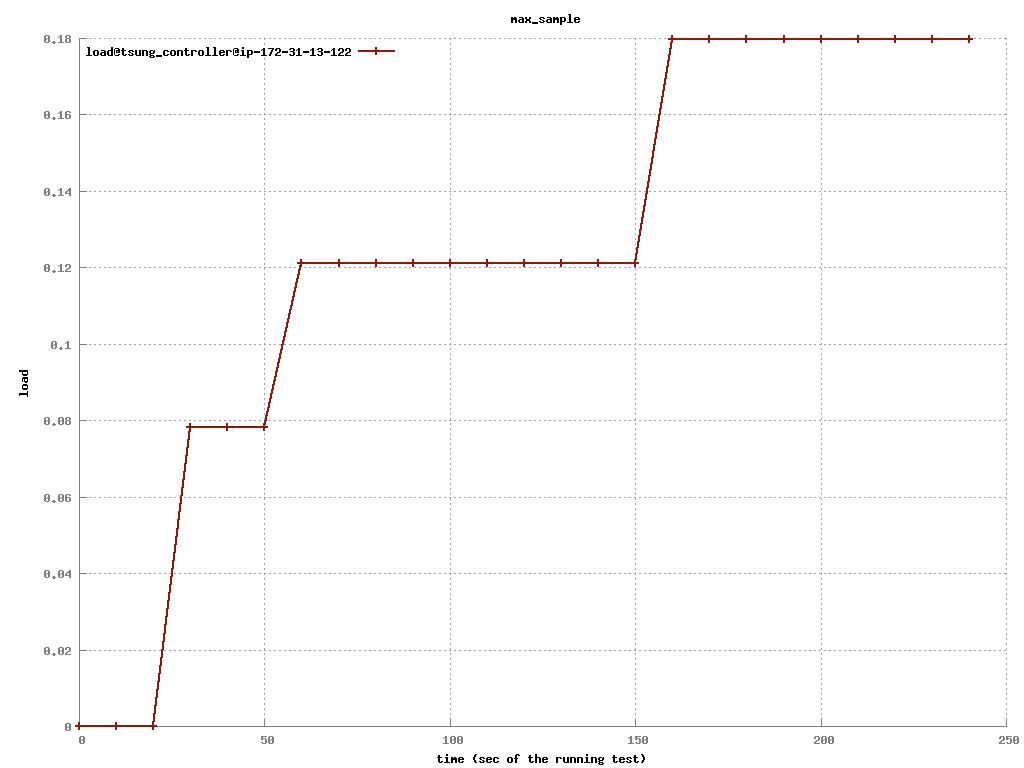 max_sample
0.18
load@tsung_controller@ip-172-31-13-122
0.16
0.14
0.12
0.1
load
0.08
0.06
0.04
0.02
0
0 50 100 150 200 250
time (sec of the running test)